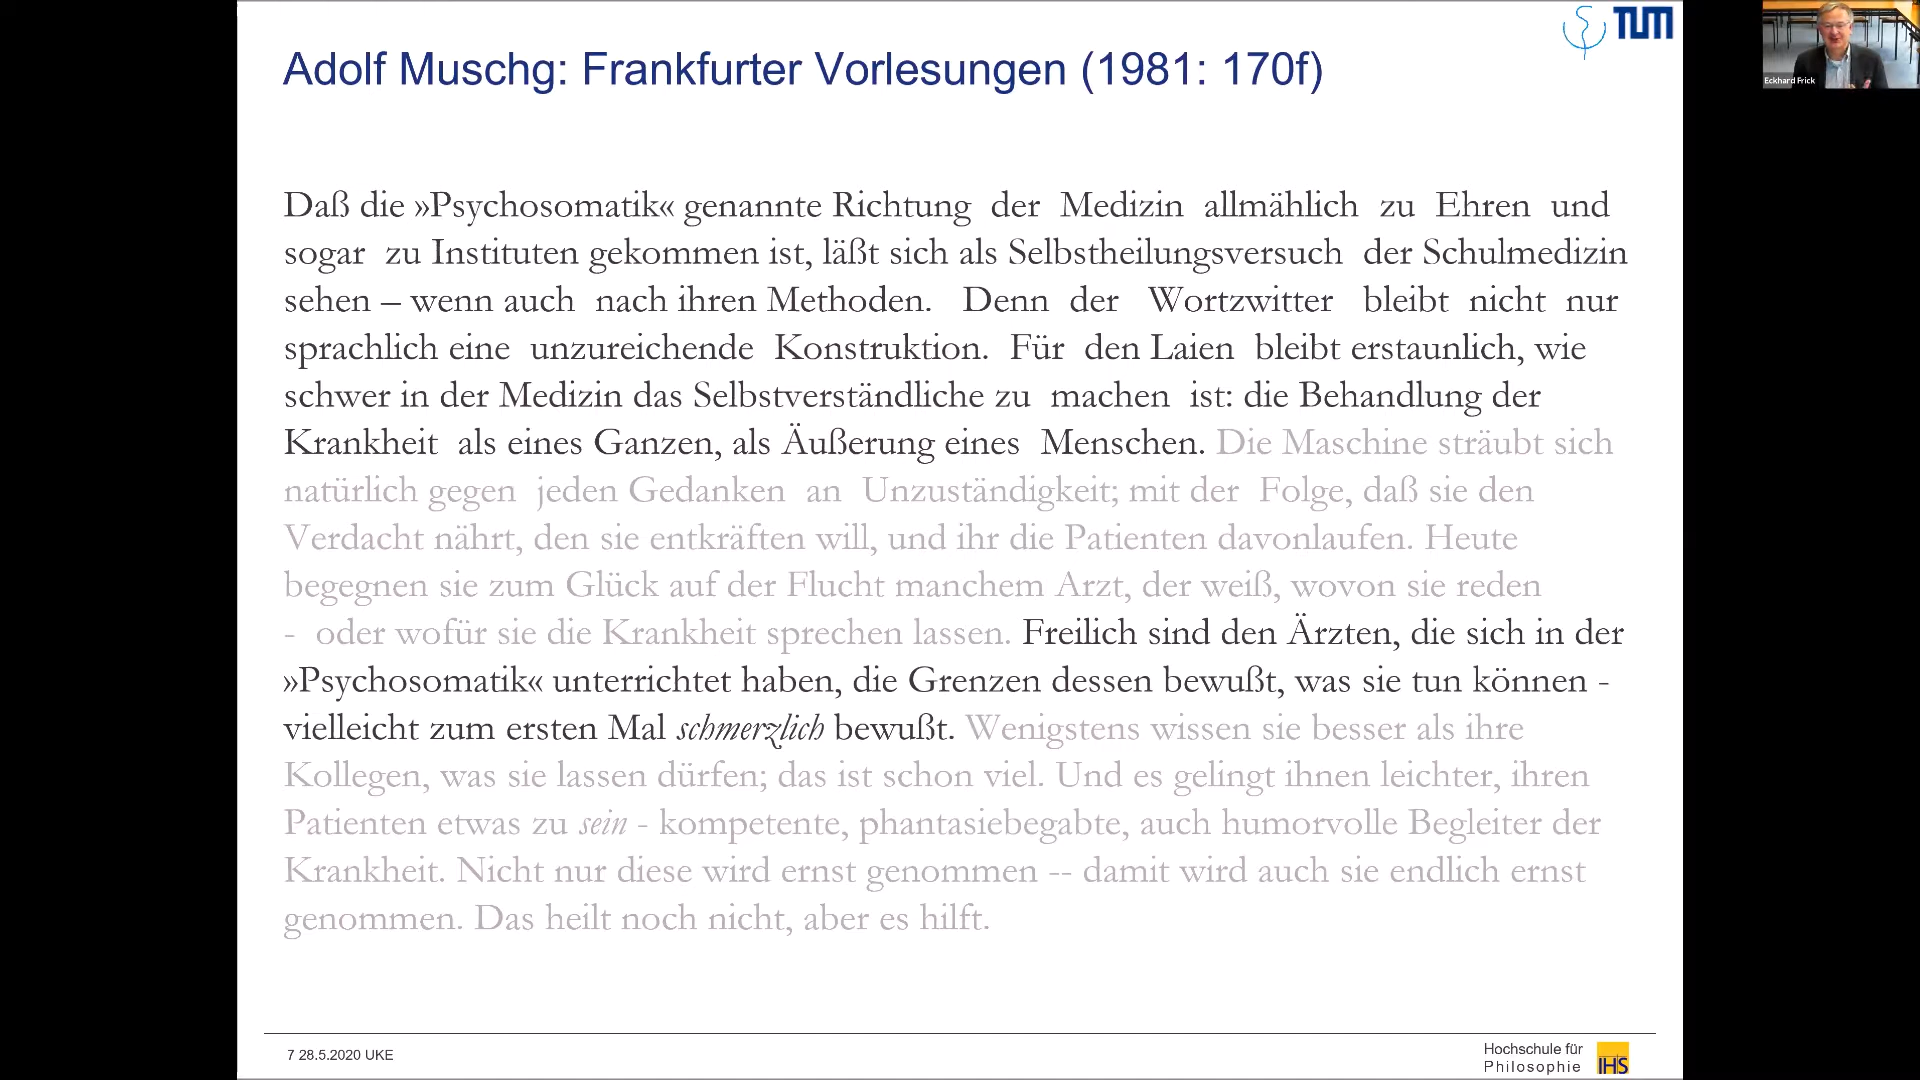 TUM
Adolf Muschg: Frankfurter Vorlesungen (1981: 170f)
Eckhard Frick
Daß die »Psychosomatik« genannte Richtung der Medizin allmählich zu Ehren und
sogar zu Instituten gekommen ist, läßt sich als Selbstheilungsversuch der Schulmedizin
sehen – wenn auch nach ihren Methoden. Denn der Wortzwitter bleibt nicht nur
sprachlich eine unzureichende Konstruktion. Für den Laien bleibt erstaunlich, wie
schwer in der Medizin das Selbstverständliche zu machen ist: die Behandlung der
Krankheit als eines Ganzen, als Äußerung eines Menschen. Die Maschine sträubt sich
natürlich gegen jeden Gedanken an Unzuständigkeit; mit der Folge, daß sie den
Verdacht nährt, den sie entkräften will, und ihr die Patienten davonlaufen. Heute
begegnen sie zum Glück auf der Flucht manchem Arzt, der weiß, wovon sie reden
- oder wofür sie die Krankheit sprechen lassen. Freilich sind den Ärzten, die sich in der
»Psychosomatik« unterrichtet haben, die Grenzen dessen bewußt, was sie tun können -
vielleicht zum ersten Mal schmerzlich bewußt. Wenigstens wissen sie besser als ihre
Kollegen, was sie lassen dürfen; das ist schon viel. Und es gelingt ihnen leichter, ihren
Patienten etwas zu sein - kompetente, phantasiebegabte, auch humorvolle Begleiter der
Krankheit. Nicht nur diese wird ernst genommen -- damit wird auch sie endlich ernst
genommen. Das heilt noch nicht, aber es hilft.
7 28.5.2020 UKE
Hochschule für
Philosophie
IHS